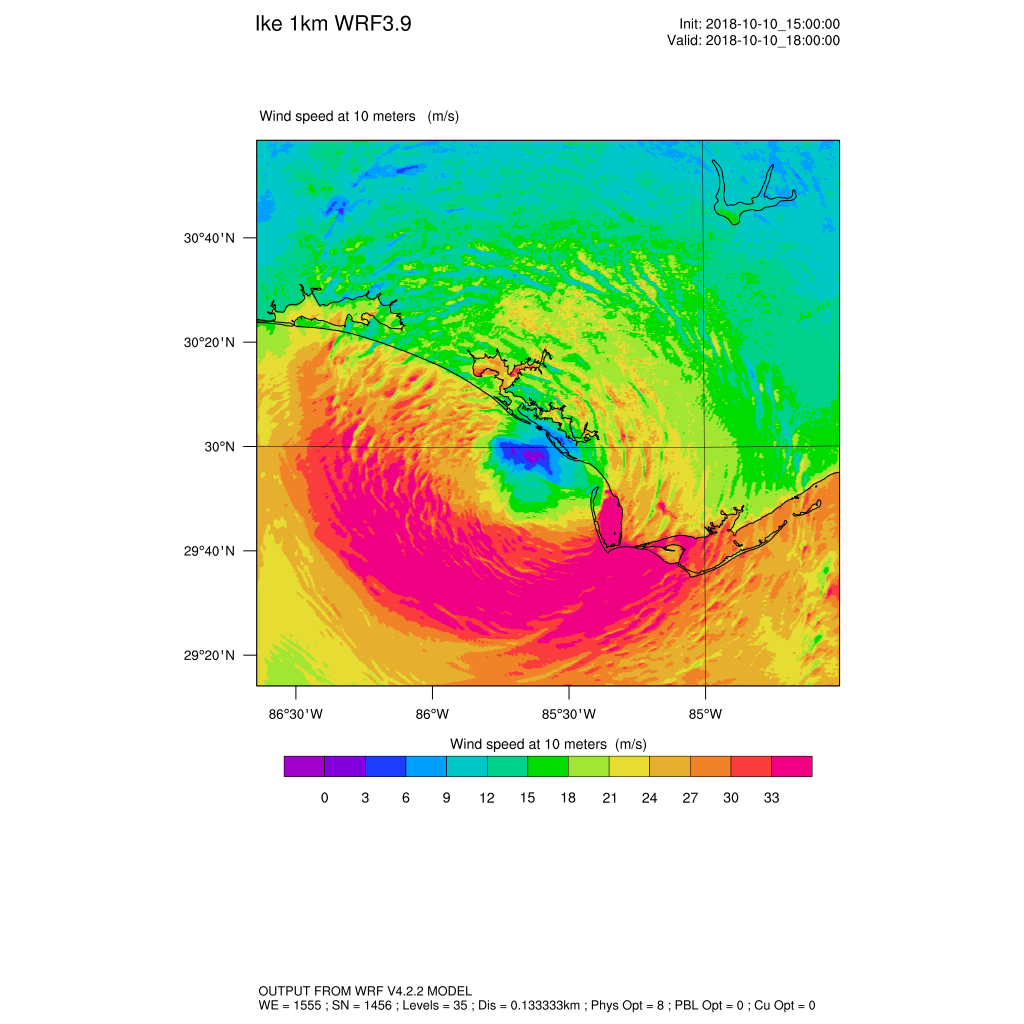 Ike 1km WRF3.9
Init: 2018-10-10_15:00:00
Valid: 2018-10-10_18:00:00
Wind speed at 10 meters (m/s)
30°40'N
30°20'N
30°N
29°40'N
29°20'N
86°30'W 86°W 85°30'W 85°W
Wind speed at 10 meters (m/s)
0 3 6 9 12 15 18 21 24 27 30 33
OUTPUT FROM WRF V4.2.2 MODEL
WE = 1555 ; SN = 1456 ; Levels = 35 ; Dis = 0.133333km ; Phys Opt = 8 ; PBL Opt = 0 ; Cu Opt = 0